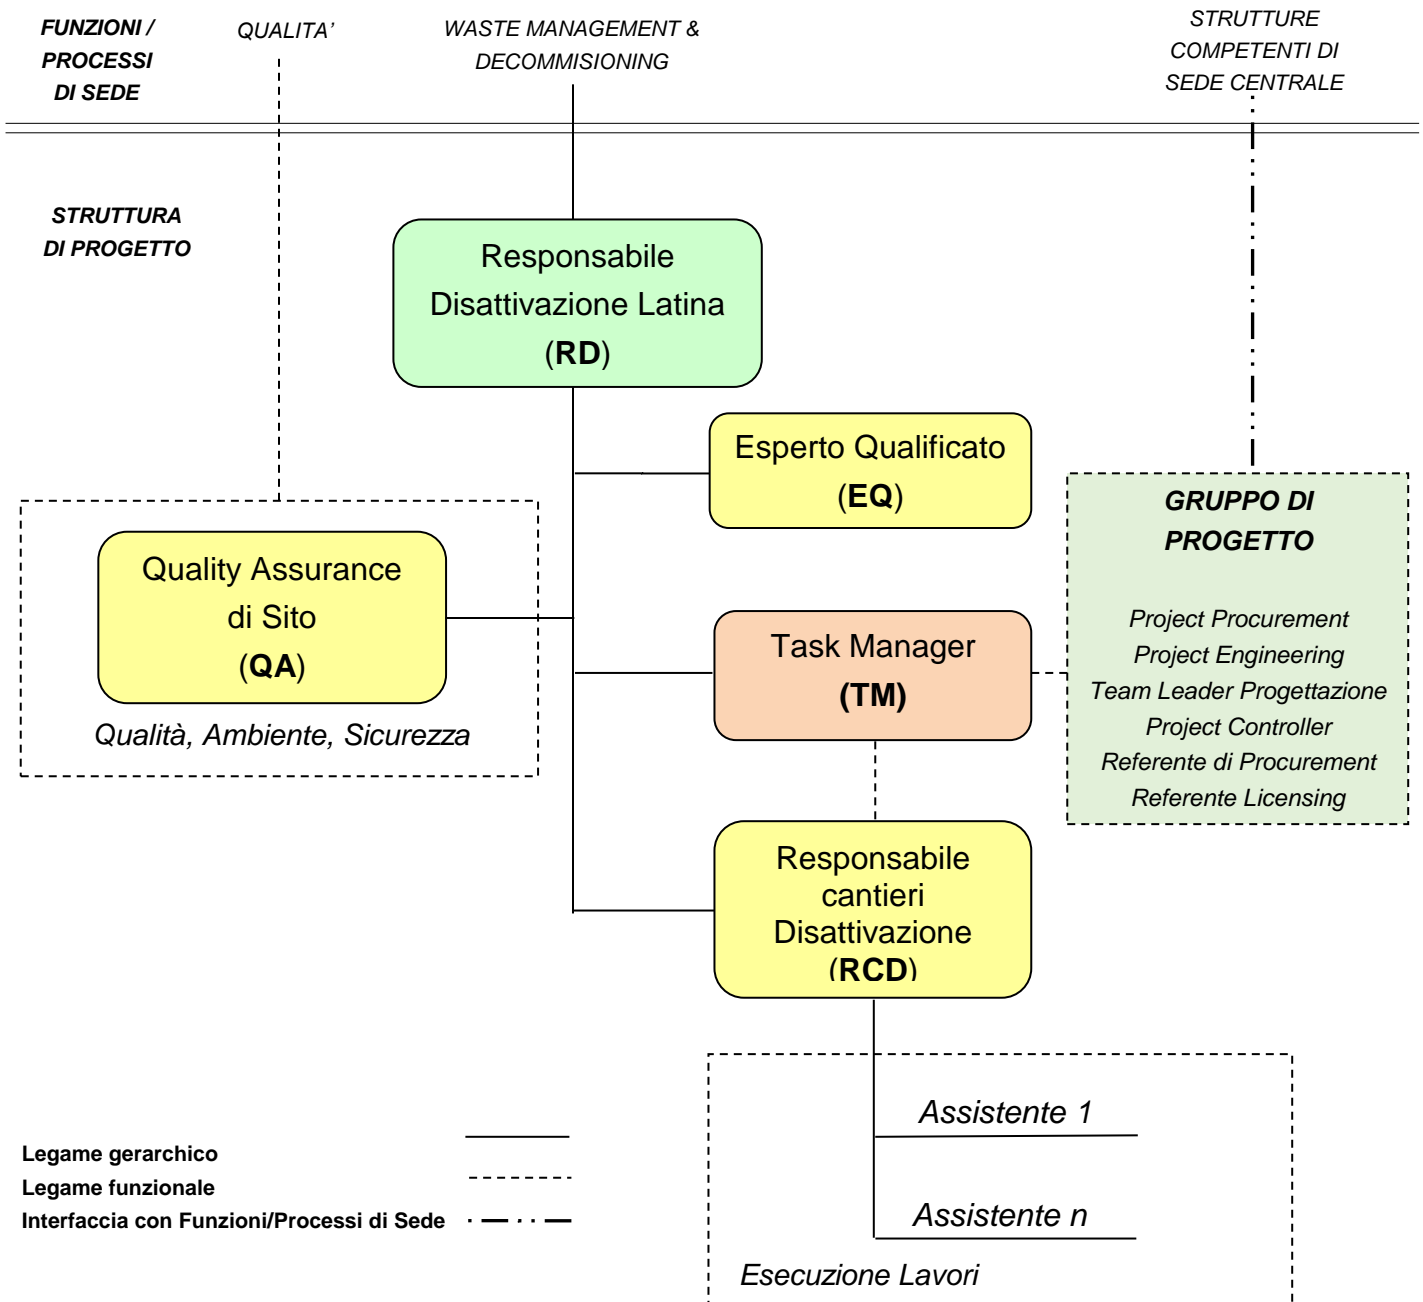 FUNZIONI /
PROCESSI
DI SEDE
QUALITA’
WASTE MANAGEMENT &
DECOMMISIONING
STRUTTURE
COMPETENTI DI
SEDE CENTRALE
STRUTTURA
DI PROGETTO
Responsabile
Disattivazione Latina
(RD)
Esperto Qualificato
(EQ)
Quality Assurance
di Sito
(QA)
Qualità, Ambiente, Sicurezza
Task Manager
(TM)
GRUPPO DI
PROGETTO
Project Procurement
Project Engineering
Team Leader Progettazione
Project Controller
Referente di Procurement
Referente Licensing
Responsabile
cantieri
Disattivazione
(RCD)
Assistente 1
Assistente n
Esecuzione Lavori
Legame gerarchico
Legame funzionale
Interfaccia con Funzioni/Processi di Sede